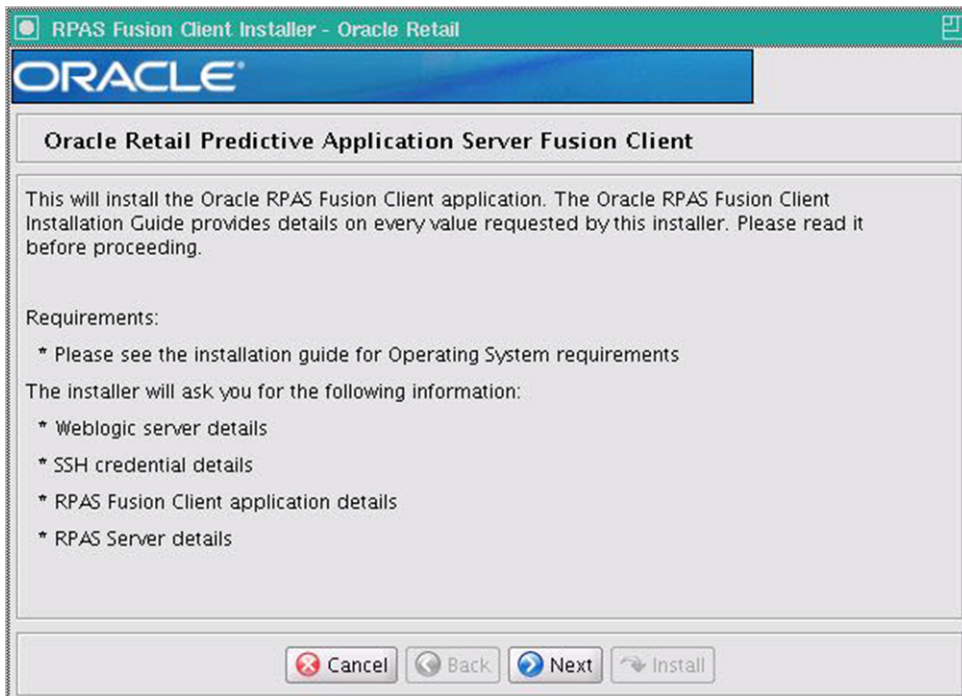 RPAS Fusion Client Installer - Oracle Retail
ORACLE®
Oracle Retail Predictive Application Server Fusion Client
This will install the Oracle RPAS Fusion Client application. The Oracle RPAS Fusion Client
Installation Guide provides details on every value requested by this installer. Please read it
before proceeding.
Requirements:
* Please see the installation guide for Operating System requirements
The installer will ask you for the following information:
* Weblogic server details
* SSH credential details
* RPAS Fusion Client application details
* RPAS Server details
Cancel Back Next Install